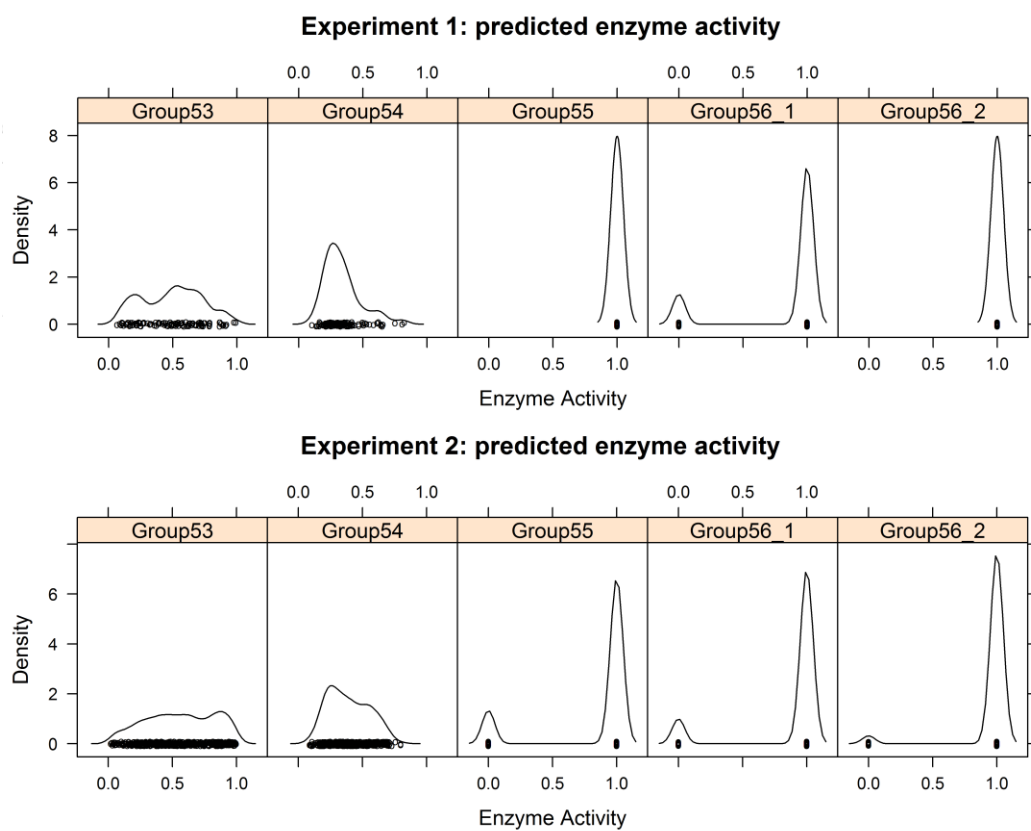 Experiment 1: predicted enzyme activity
0.0 0.5 1.0 0.0 0.5 1.0
Group53 Group54 Group55 Group56_1 Group56_2
8
6
4
2
0
Density
0.0 0.5 1.0 0.0 0.5 1.0 0.0 0.5 1.0
Enzyme Activity
Experiment 2: predicted enzyme activity
0.0 0.5 1.0 0.0 0.5 1.0
Group53 Group54 Group55 Group56_1 Group56_2
6
4
2
0
Density
0.0 0.5 1.0 0.0 0.5 1.0 0.0 0.5 1.0
Enzyme Activity